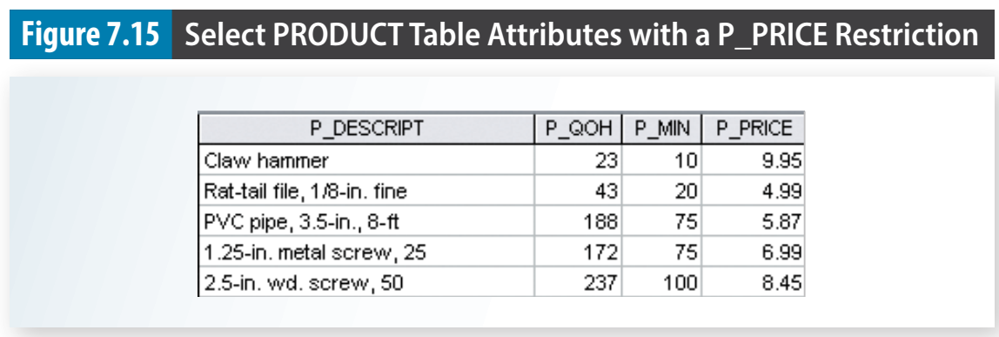 Figure 7.15 Select PRODUCT Table Attributes with a P_PRICE Restriction
P_DESCRIPT P_QOH P_MIN P_PRICE
Claw hammer 23 10 9.95
Rat-tail file, 1/8-in. fine 43 20 4.99
PVC pipe, 3.5-in., 8-ft 188 75 5.87
1.25-in. metal screw, 25 172 75 6.99
2.5-in. wd. screw, 50 237 100 8.45